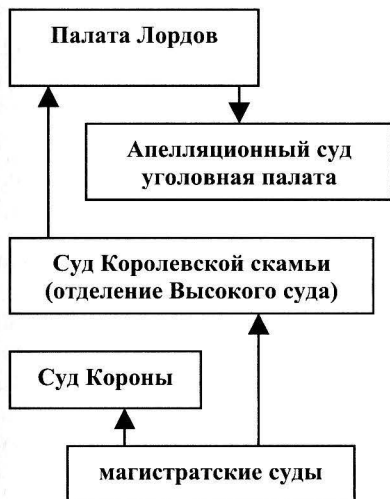 Палата Лордов
Апелляционный суд
уголовная палата
Суд Королевской скамьи
(отделение Высокого суда)
Суд Короны
магистратские суды